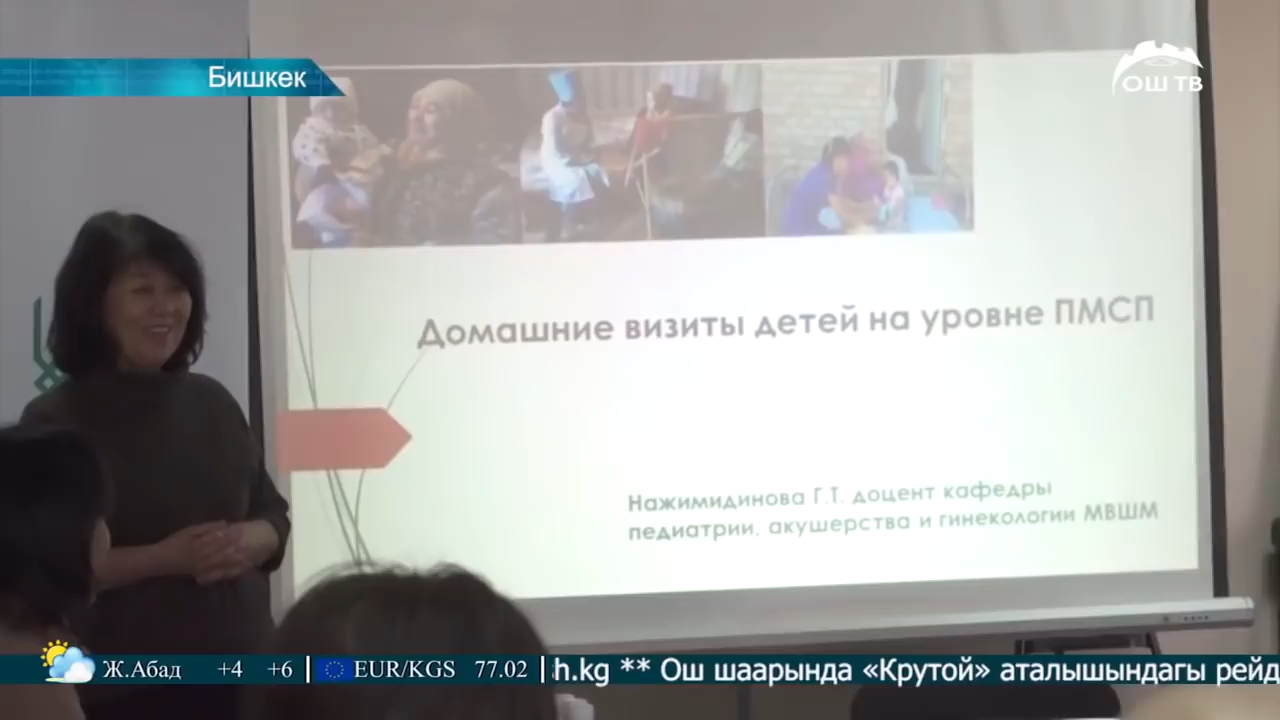 Бишкек
ОШ ТВ
Домашние визиты детей на уровне ПМСП
Нажимидинова Г.Т. доцент кафедры
педиатрии, акушерства и гинекологии МВШМ
Ж.Абад +4 +6 EUR/KGS 77.02 h.kg ** Ош шаарында «Крутой» аталышындагы рейд